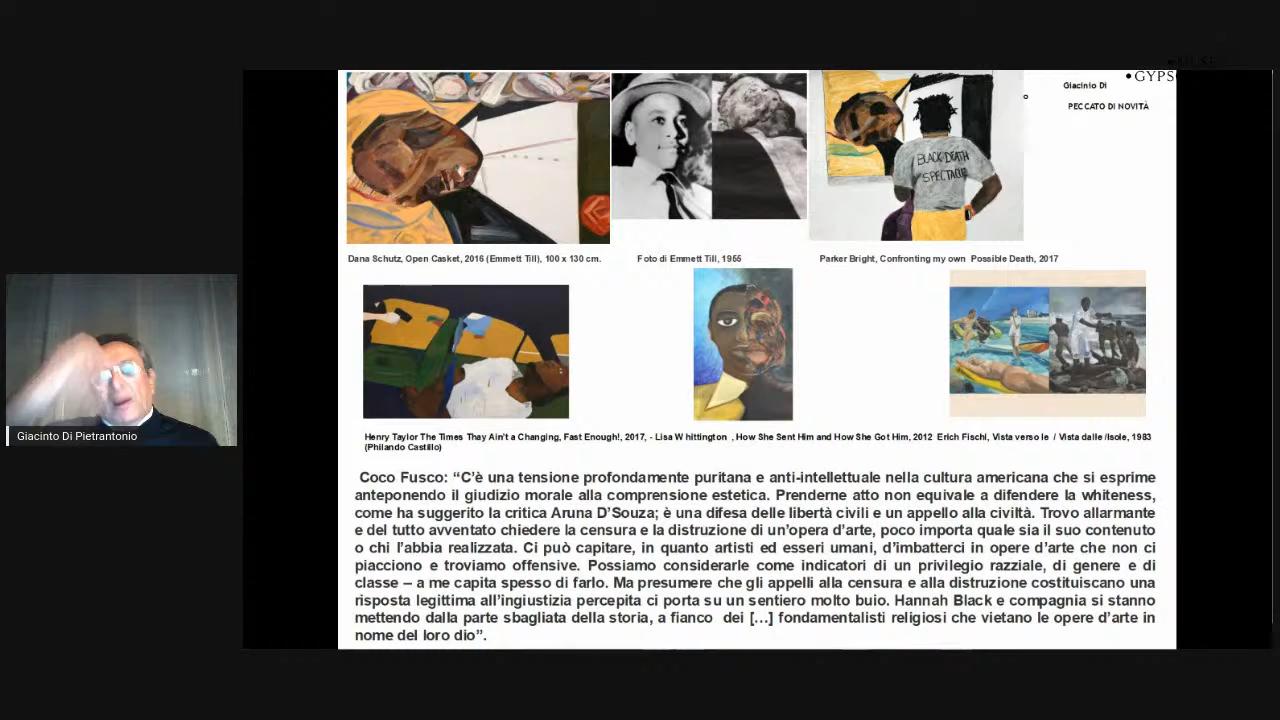 GYPS
Giacinio Di
PECCATO DI NOVITÀ
BLACK DEATH
SPECTACLE
Dana Schutz, Open Casket, 2016 (Emmett Till), 100 x 130 cm.
Foto di Emmett Till, 1955
Parker Bright, Confronting my own Possible Death, 2017
Henry Taylor The Times Thay Ain't a Changing, Fast Enough!, 2017, - Lisa Whittington , How She Sent Him and How She Got Him, 2012 Erich Fischl, Vista verso le / Vista dalle /Isole, 1983
(Philando Castillo)
Giacinto Di Pietrantonio
Coco Fusco: “C’è una tensione profondamente puritana e anti-intellettuale nella cultura americana che si esprime
anteponendo il giudizio morale alla comprensione estetica. Prenderne atto non equivale a difendere la whiteness,
come ha suggerito la critica Aruna D’Souza; è una difesa delle libertà civili e un appello alla civiltà. Trovo allarmante
e del tutto avventato chiedere la censura e la distruzione di un’opera d’arte, poco importa quale sia il suo contenuto
o chi l’abbia realizzata. Ci può capitare, in quanto artisti ed esseri umani, d’imbatterci in opere d’arte che non ci
piacciono e troviamo offensive. Possiamo considerarle come indicatori di un privilegio razziale, di genere e di
classe – a me capita spesso di farlo. Ma presumere che gli appelli alla censura e alla distruzione costituiscano una
risposta legittima all’ingiustizia percepita ci porta su un sentiero molto buio. Hannah Black e compagnia si stanno
mettendo dalla parte sbagliata della storia, a fianco dei […] fondamentalisti religiosi che vietano le opere d’arte in
nome del loro dio”.